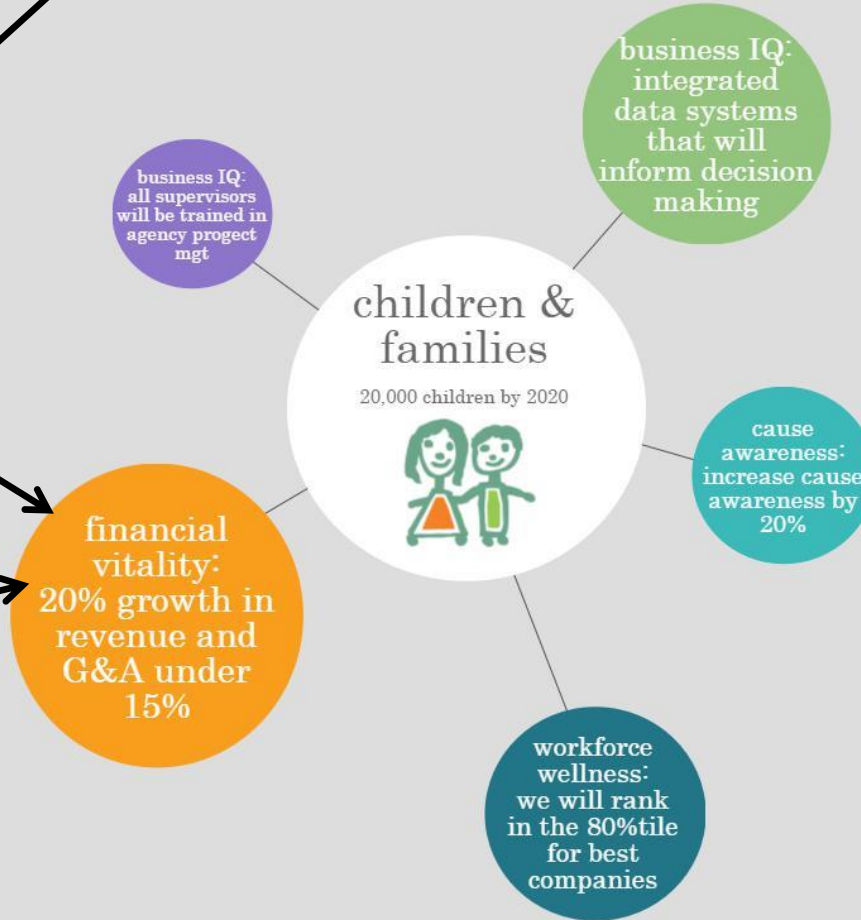 business IQ:
integrated
data systems
that will
inform decision
making
business IQ:
all supervisors
will be trained in
agency progect
mgt
children &
families
20,000 children by 2020
cause
awareness:
increase cause
awareness by
20%
financial
vitality:
20% growth in
revenue and
G&A under
15%
workforce
wellness:
we will rank
in the 80%tile
for best
companies